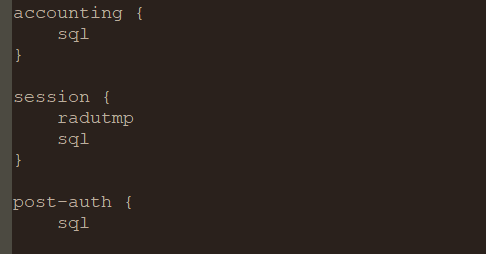 accounting {
    sql
}
session {
    radutmp
    sql
}
post-auth {
    sql